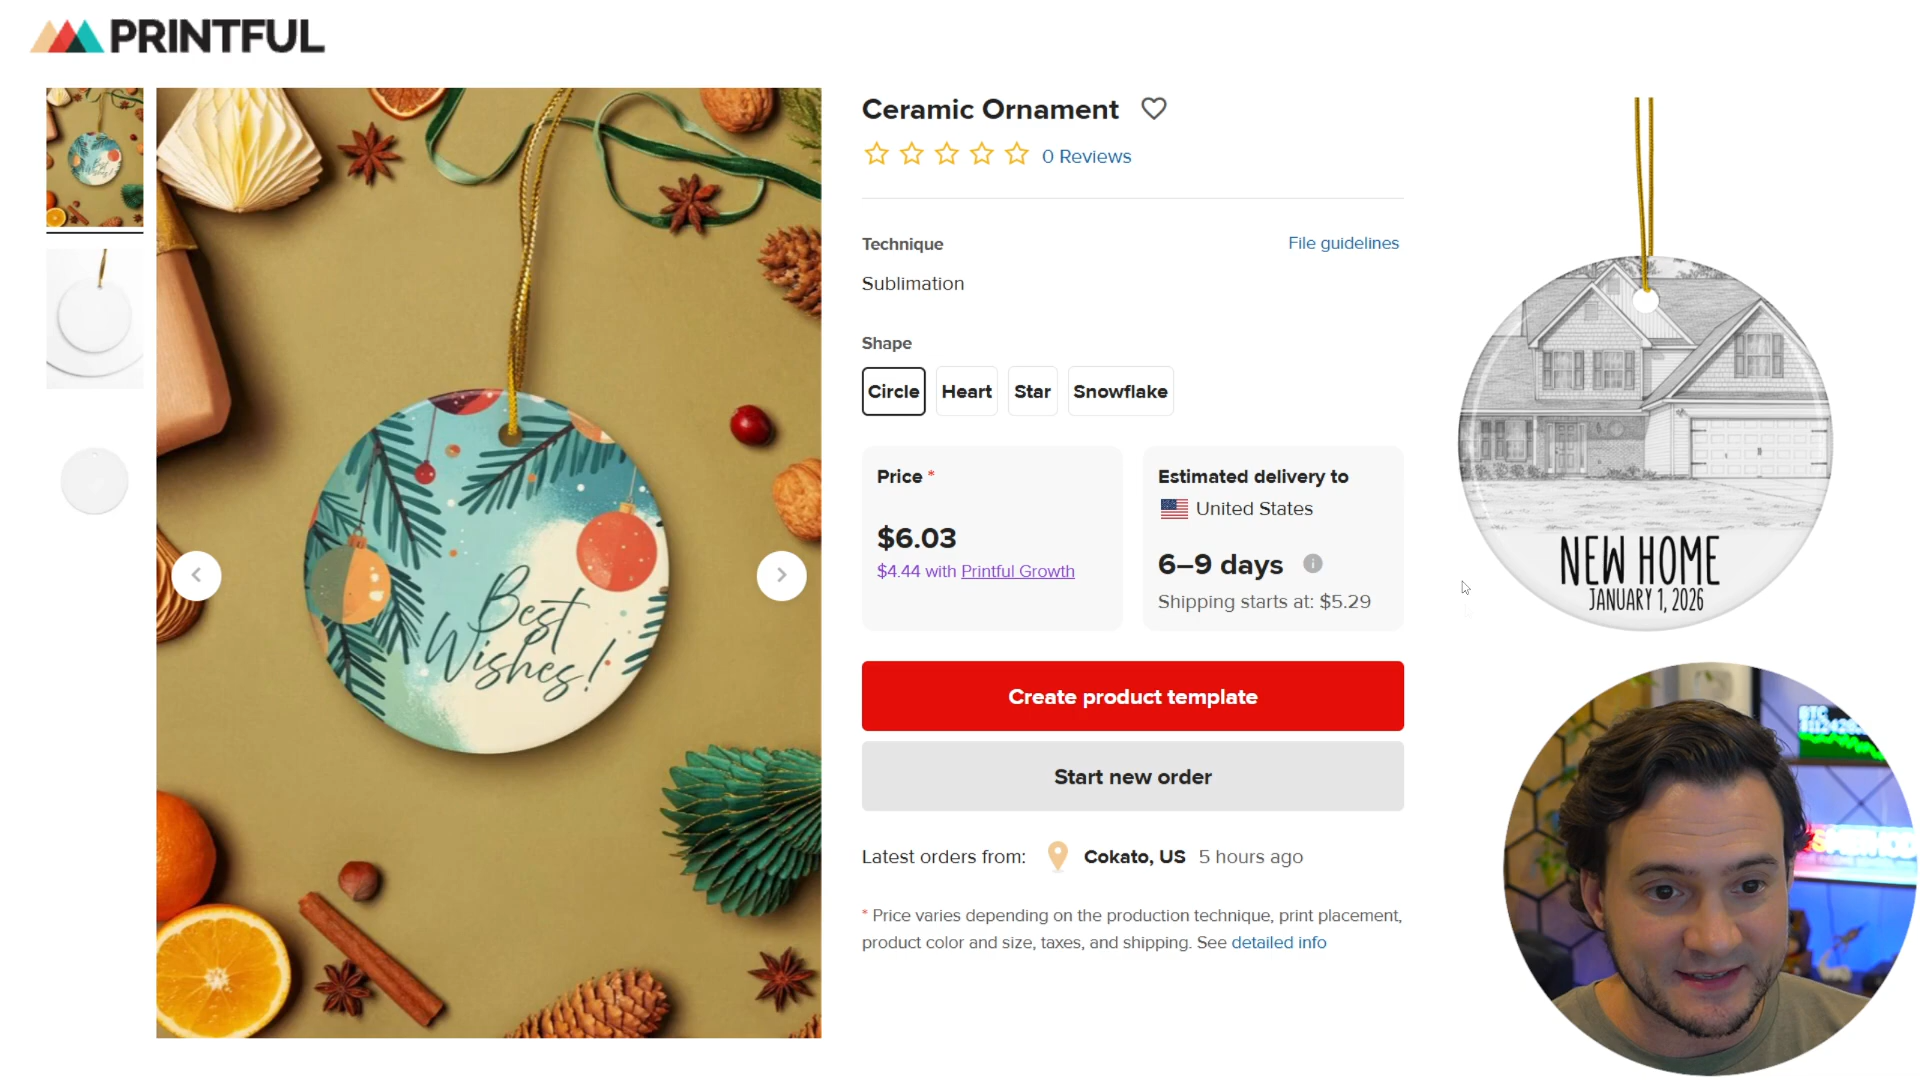 PRINTFUL
Ceramic Ornament
0 Reviews
Technique
File guidelines
Sublimation
Shape
Circle
Heart
Star
Snowflake
Price *
$6.03
$4.44 with Printful Growth
Estimated delivery to
United States
6–9 days
Shipping starts at: $5.29
Create product template
Start new order
Latest orders from:
Cokato, US
5 hours ago
* Price varies depending on the production technique, print placement,
product color and size, taxes, and shipping. See detailed info
Best
Wishes!
NEW HOME
JANUARY 1, 2026
BTC